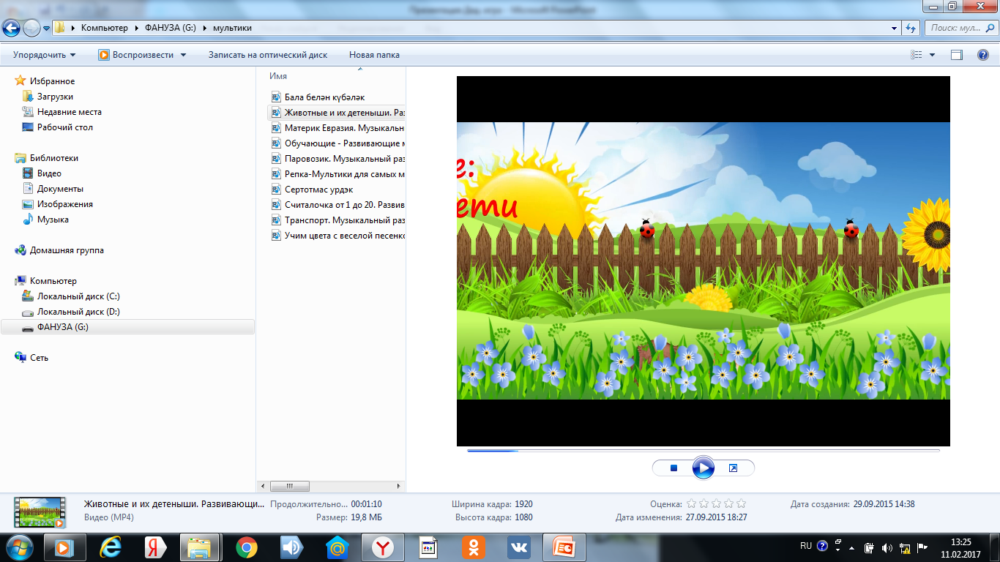 Презентация Дид. игра - Microsoft PowerPoint
Компьютер ФАНУЗА (G:) мультики
Поиск: мул...
Упорядочить Воспроизвести Записать на оптический диск Новая папка
Избранное
Загрузки
Недавние места
Рабочий стол
Библиотеки
Видео
Документы
Изображения
Музыка
Домашняя группа
Компьютер
Локальный диск (C:)
Локальный диск (D:)
ФАНУЗА (G:)
Сеть
Имя
Бала белән күбәләк
Животные и их детеныши. Раз
Материк Евразия. Музыкальн
Обучающие - Развивающие м
Паровозик. Музыкальный раз
Репка-Мультики для самых м
Сертотмас урдэк
Считалочка от 1 до 20. Развив
Транспорт. Музыкальный раз
Учим цвета с веселой песенко
е:
ети
Животные и их детеныши. Развивающи...
Видео (MP4)
Продолжительно... 00:01:10
Размер: 19,8 МБ
Ширина кадра: 1920
Высота кадра: 1080
Оценка:
Дата изменения: 27.09.2015 18:27
Дата создания: 29.09.2015 14:38
RU
13:25
11.02.2017